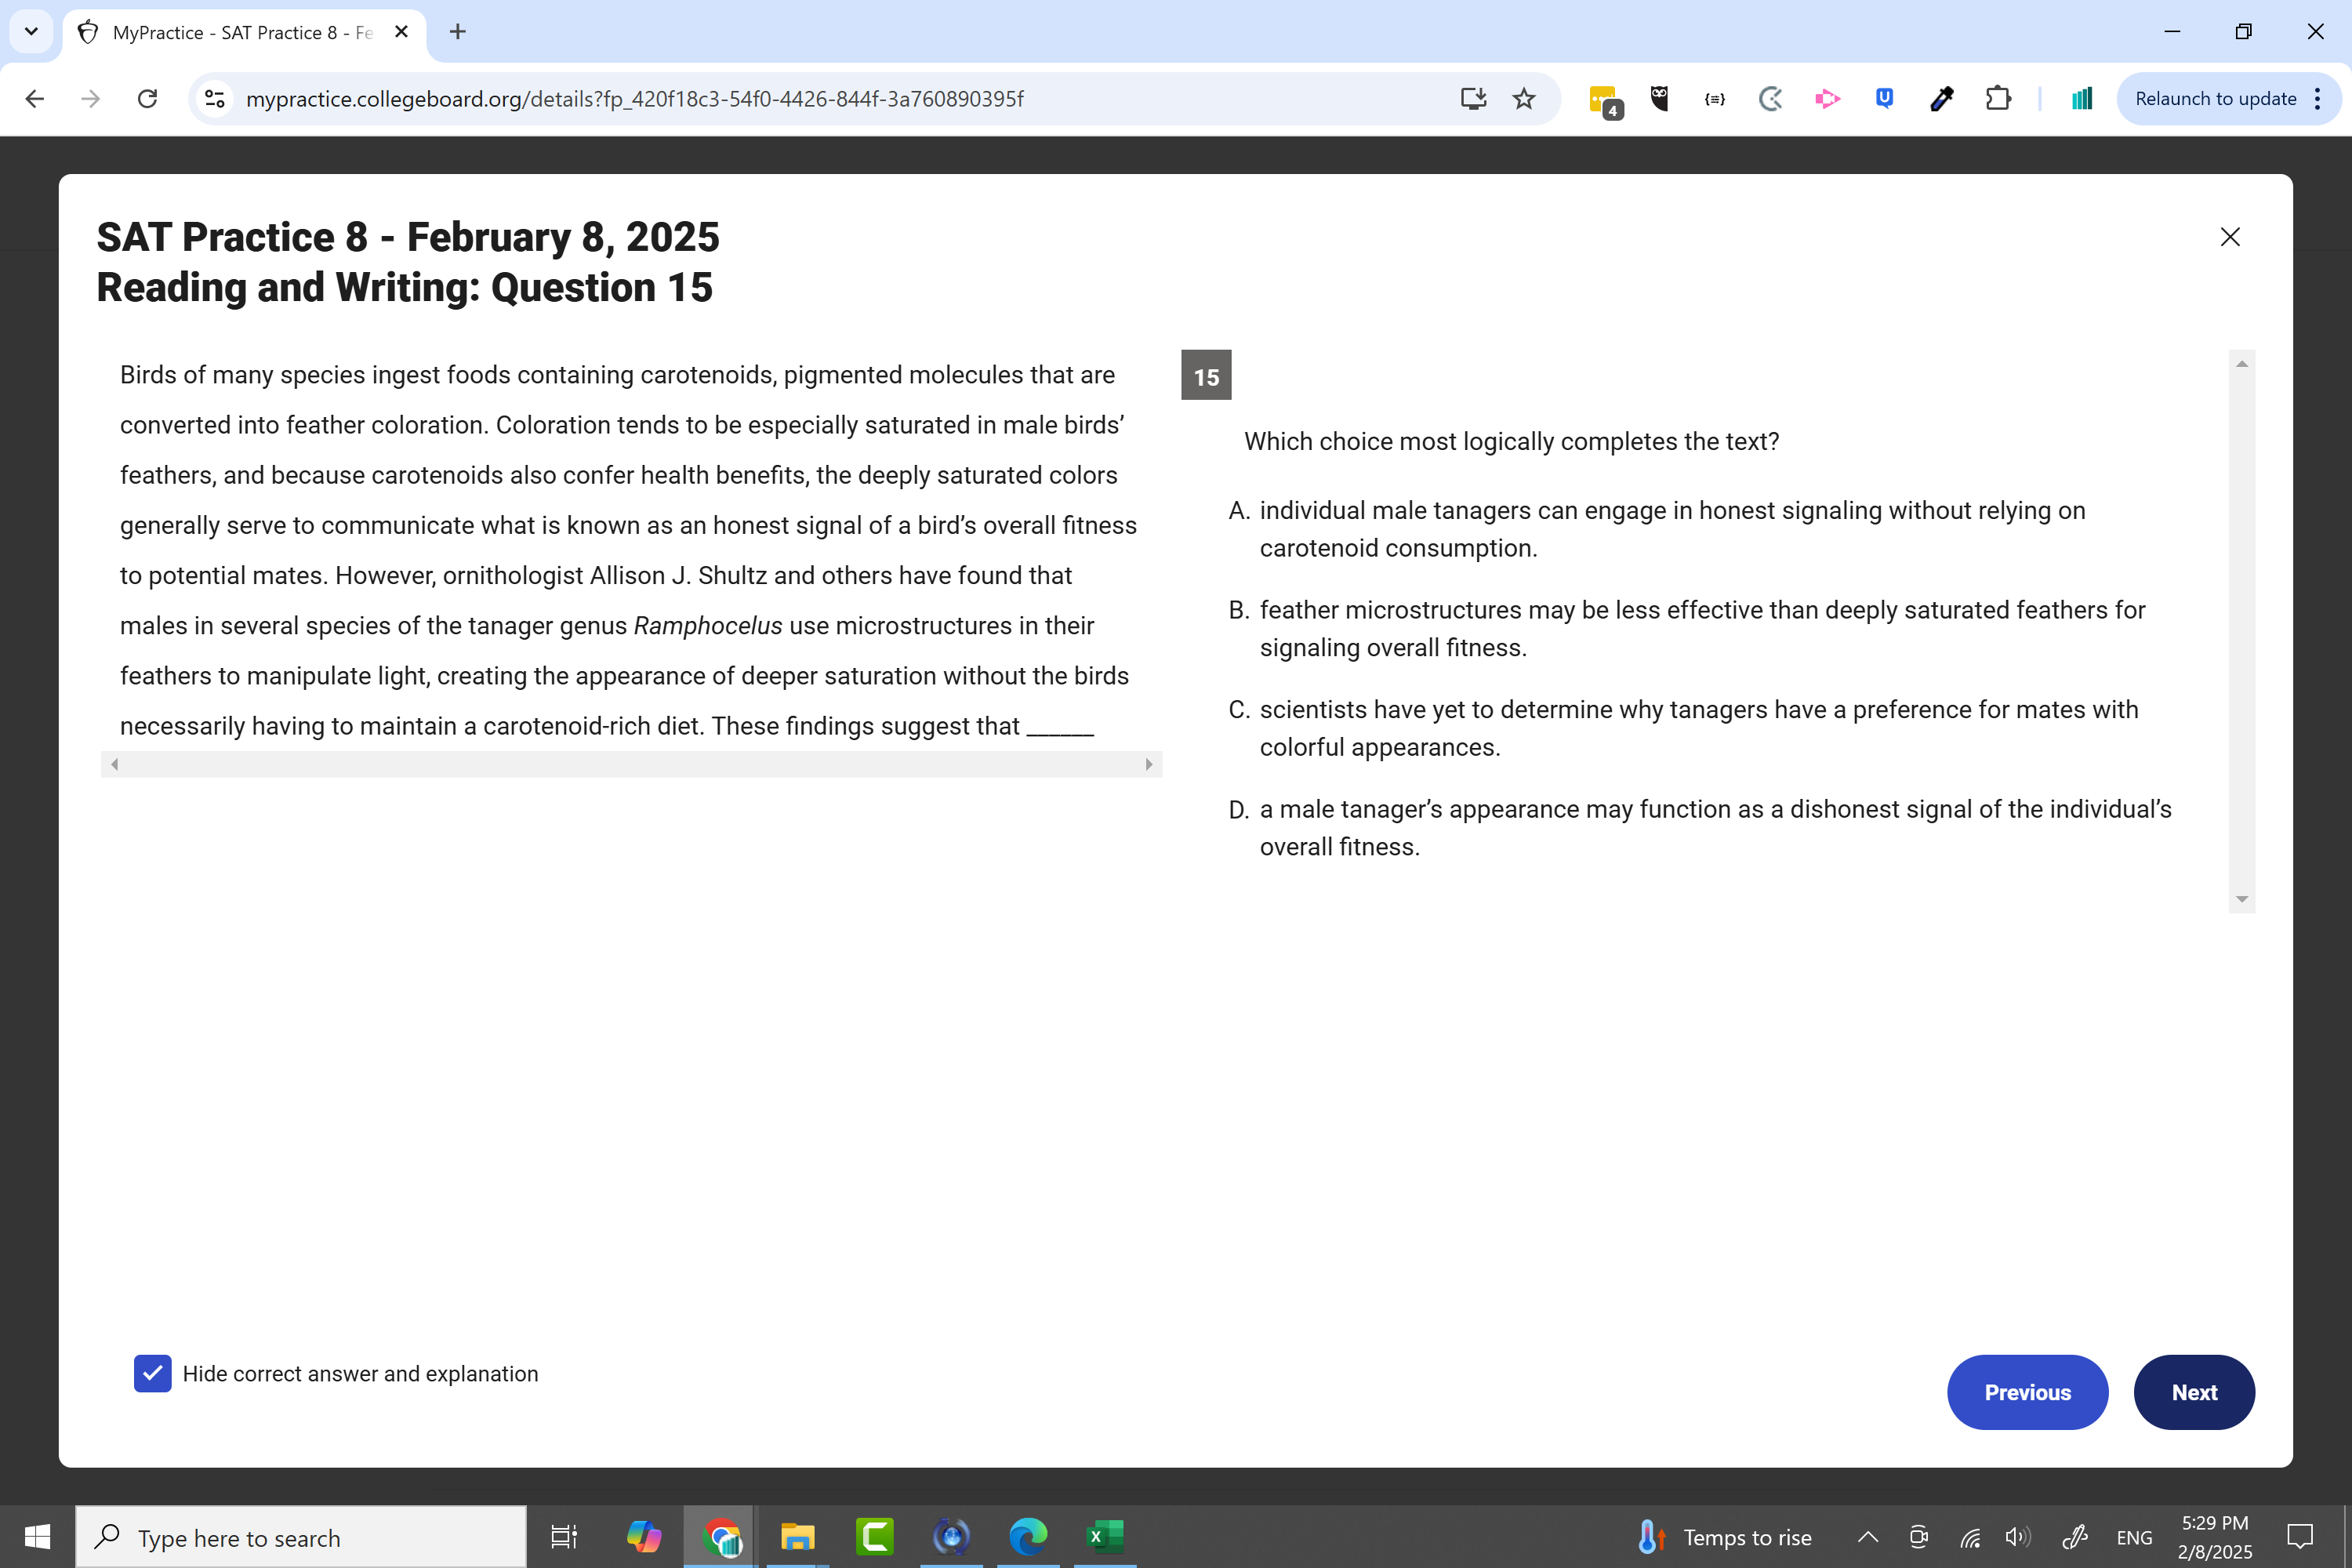 MyPractice - SAT Practice 8 - Fe
mypractice.collegeboard.org/details?fp_420f18c3-54f0-4426-844f-3a760890395f
4
{≡}
U
Relaunch to update
SAT Practice 8 - February 8, 2025
Reading and Writing: Question 15
Birds of many species ingest foods containing carotenoids, pigmented molecules that are
converted into feather coloration. Coloration tends to be especially saturated in male birds’
feathers, and because carotenoids also confer health benefits, the deeply saturated colors
generally serve to communicate what is known as an honest signal of a bird’s overall fitness
to potential mates. However, ornithologist Allison J. Shultz and others have found that
males in several species of the tanager genus Ramphocelus use microstructures in their
feathers to manipulate light, creating the appearance of deeper saturation without the birds
necessarily having to maintain a carotenoid-rich diet. These findings suggest that ______
15
Which choice most logically completes the text?
A. individual male tanagers can engage in honest signaling without relying on
carotenoid consumption.
B. feather microstructures may be less effective than deeply saturated feathers for
signaling overall fitness.
C. scientists have yet to determine why tanagers have a preference for mates with
colorful appearances.
D. a male tanager’s appearance may function as a dishonest signal of the individual’s
overall fitness.
Hide correct answer and explanation
Previous
Next
Type here to search
C
X
Temps to rise
ENG
5:29 PM
2/8/2025